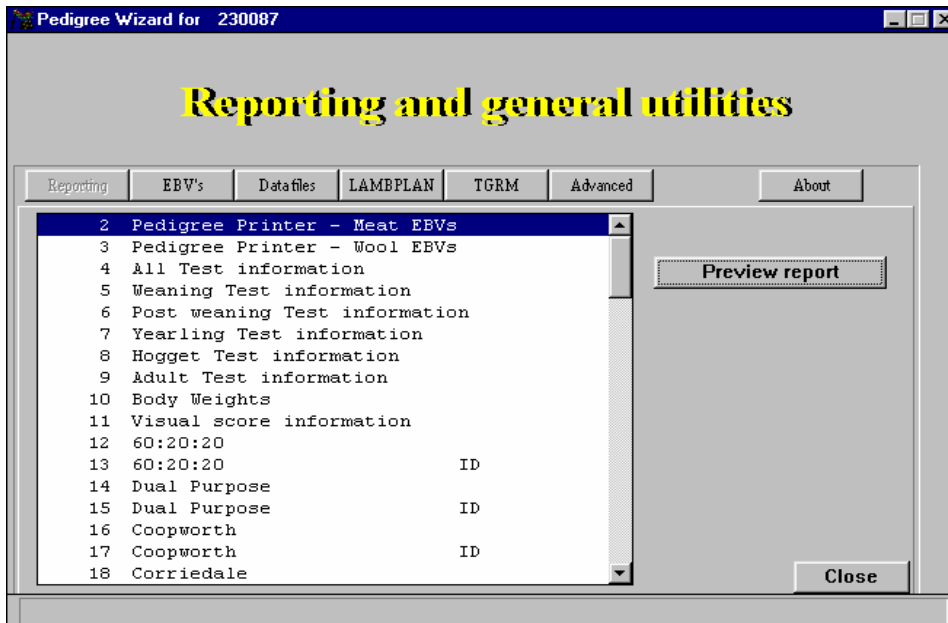 Pedigree Wizard for 230087
Reporting and general utilities
Reporting EBV's Datafiles LAMBPLAN TGRM Advanced About
2 Pedigree Printer - Meat EBVs
3 Pedigree Printer - Wool EBVs
4 All Test information
5 Weaning Test information
6 Post weaning Test information
7 Yearling Test information
8 Hogget Test information
9 Adult Test information
10 Body Weights
11 Visual score information
12 60:20:20
13 60:20:20 ID
14 Dual Purpose
15 Dual Purpose ID
16 Coopworth
17 Coopworth ID
18 Corriedale
Preview report
Close